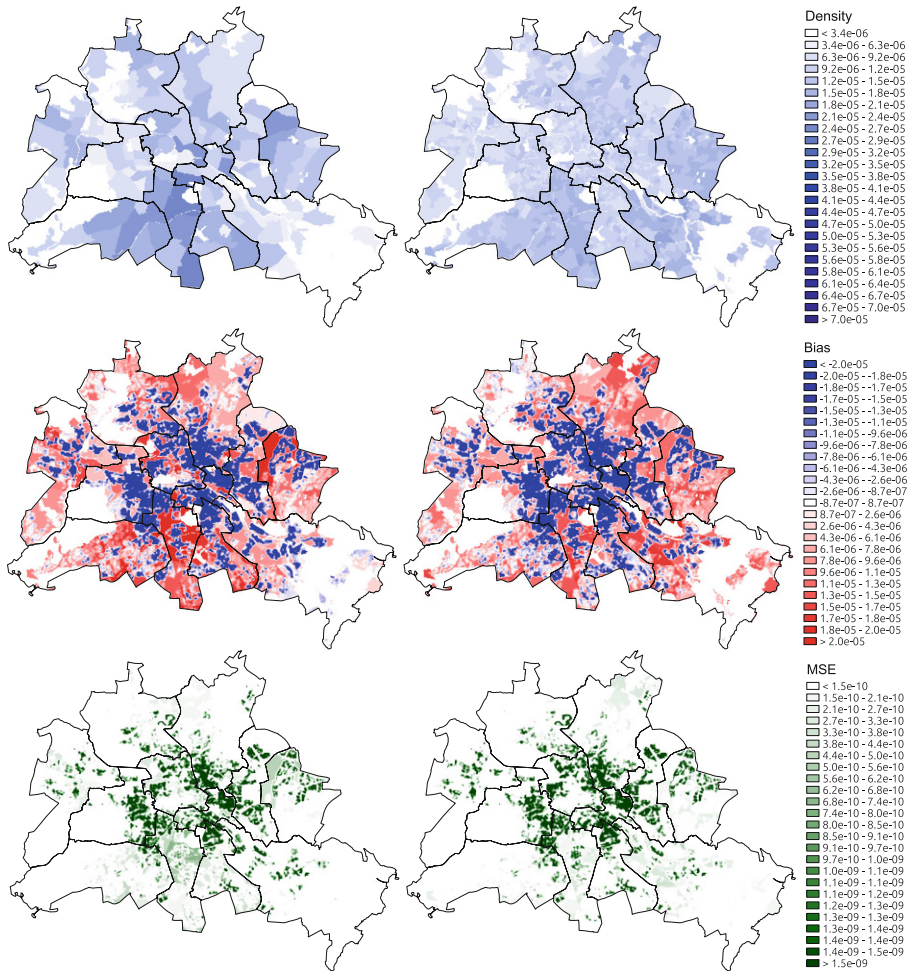 Density
< 3.4e-06
3.4e-06 - 6.3e-06
6.3e-06 - 9.2e-06
9.2e-06 - 1.2e-05
1.2e-05 - 1.5e-05
1.5e-05 - 1.8e-05
1.8e-05 - 2.1e-05
2.1e-05 - 2.4e-05
2.4e-05 - 2.7e-05
2.7e-05 - 2.9e-05
2.9e-05 - 3.2e-05
3.2e-05 - 3.5e-05
3.5e-05 - 3.8e-05
3.8e-05 - 4.1e-05
4.1e-05 - 4.4e-05
4.4e-05 - 4.7e-05
4.7e-05 - 5.0e-05
5.0e-05 - 5.3e-05
5.3e-05 - 5.6e-05
5.6e-05 - 5.8e-05
5.8e-05 - 6.1e-05
6.1e-05 - 6.4e-05
6.4e-05 - 6.7e-05
6.7e-05 - 7.0e-05
> 7.0e-05
Bias
< -2.0e-05
-2.0e-05 - -1.8e-05
-1.8e-05 - -1.7e-05
-1.7e-05 - -1.5e-05
-1.5e-05 - -1.3e-05
-1.3e-05 - -1.1e-05
-1.1e-05 - -9.6e-06
-9.6e-06 - -7.8e-06
-7.8e-06 - -6.1e-06
-6.1e-06 - -4.3e-06
-4.3e-06 - -2.6e-06
-2.6e-06 - -8.7e-07
-8.7e-07 - 8.7e-07
8.7e-07 - 2.6e-06
2.6e-06 - 4.3e-06
4.3e-06 - 6.1e-06
6.1e-06 - 7.8e-06
7.8e-06 - 9.6e-06
9.6e-06 - 1.1e-05
1.1e-05 - 1.3e-05
1.3e-05 - 1.5e-05
1.5e-05 - 1.7e-05
1.7e-05 - 1.8e-05
1.8e-05 - 2.0e-05
> 2.0e-05
MSE
< 1.5e-10
1.5e-10 - 2.1e-10
2.1e-10 - 2.7e-10
2.7e-10 - 3.3e-10
3.3e-10 - 3.8e-10
3.8e-10 - 4.4e-10
4.4e-10 - 5.0e-10
5.0e-10 - 5.6e-10
5.6e-10 - 6.2e-10
6.2e-10 - 6.8e-10
6.8e-10 - 7.4e-10
7.4e-10 - 8.0e-10
8.0e-10 - 8.5e-10
8.5e-10 - 9.1e-10
9.1e-10 - 9.7e-10
9.7e-10 - 1.0e-09
1.0e-09 - 1.1e-09
1.1e-09 - 1.1e-09
1.1e-09 - 1.2e-09
1.2e-09 - 1.3e-09
1.3e-09 - 1.3e-09
1.3e-09 - 1.4e-09
1.4e-09 - 1.4e-09
1.4e-09 - 1.5e-09
> 1.5e-09